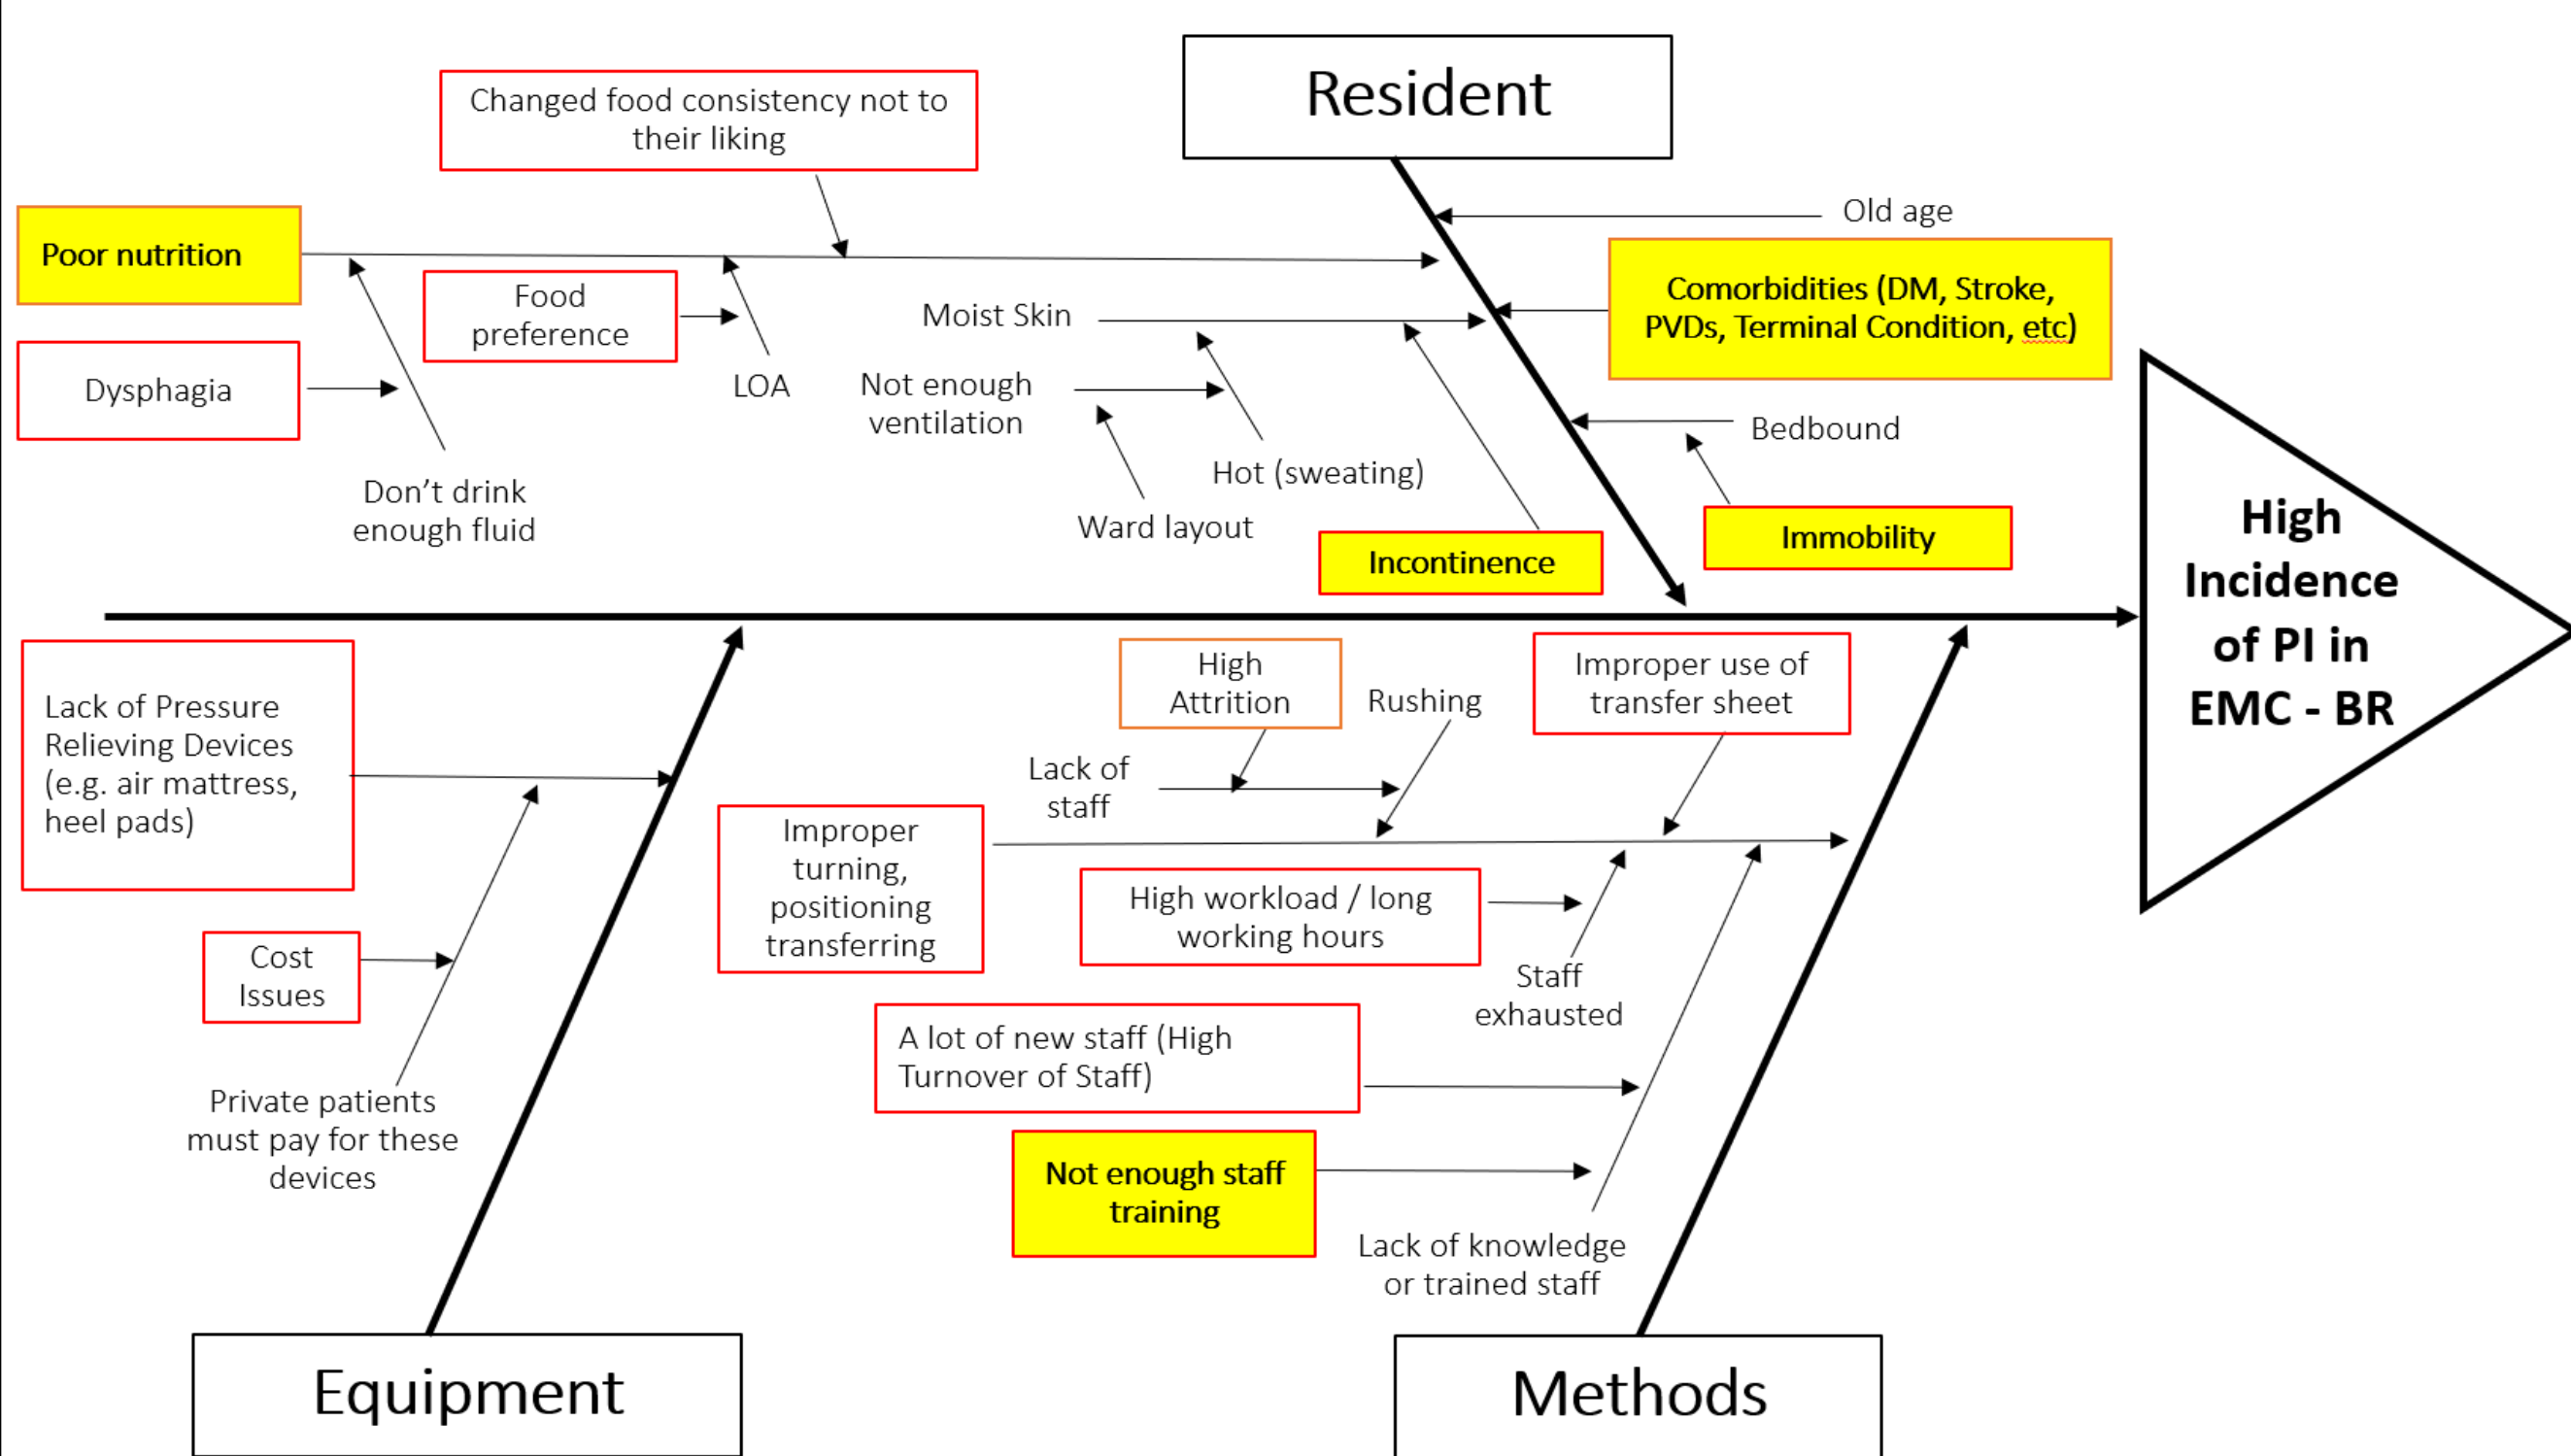 Resident
Changed food consistency not to
their liking
Old age
Poor nutrition
Comorbidities (DM, Stroke,
PVDs, Terminal Condition, etc)
Food
preference
Moist Skin
Dysphagia
LOA
Not enough
ventilation
Bedbound
Hot (sweating)
Don’t drink
enough fluid
Ward layout
Immobility
Incontinence
High
Incidence
of PI in
EMC - BR
Lack of Pressure
Relieving Devices
(e.g. air mattress,
heel pads)
High
Attrition
Rushing
Improper use of
transfer sheet
Lack of
staff
Improper
turning,
positioning
transferring
High workload / long
working hours
Cost
Issues
Staff
exhausted
A lot of new staff (High
Turnover of Staff)
Private patients
must pay for these
devices
Not enough staff
training
Lack of knowledge
or trained staff
Equipment
Methods